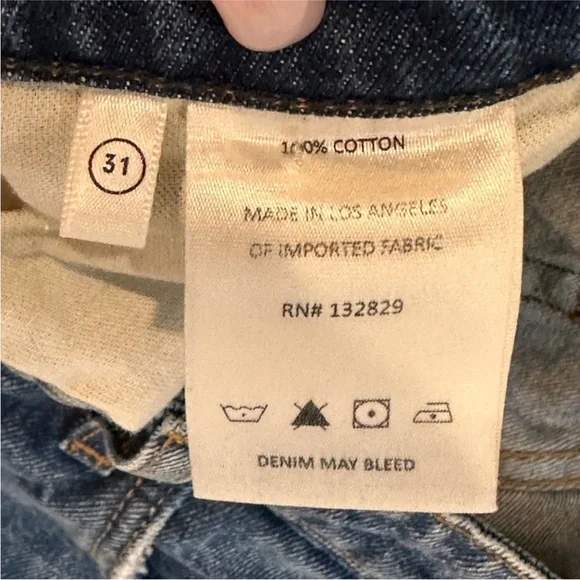 31
100% COTTON
MADE IN LOS ANGELES
OF IMPORTED FABRIC
RN# 132829
DENIM MAY BLEED